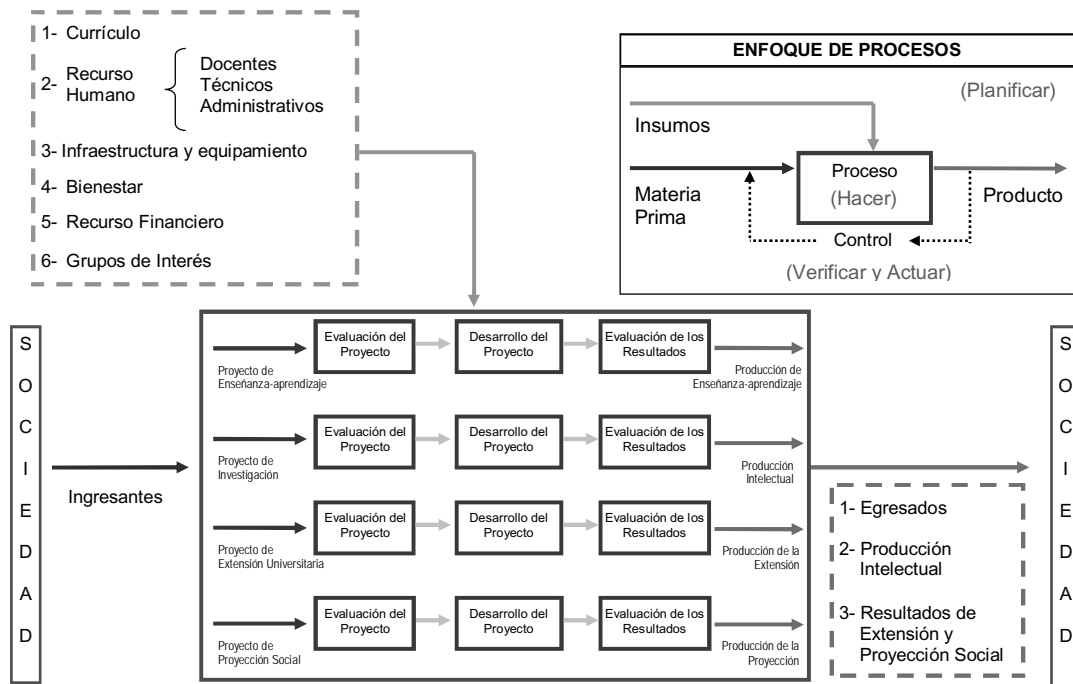 1- Currículo
2- Recurso
Humano
Docentes
Técnicos
Administrativos
3- Infraestructura y equipamiento
4- Bienestar
5- Recurso Financiero
6- Grupos de Interés
ENFOQUE DE PROCESOS
(Planificar)
Insumos
Materia
Prima
Proceso
(Hacer)
Producto
Control
(Verificar y Actuar)
SOCIEDAD
Ingresantes
Proyecto de
Enseñanza-aprendizaje
Evaluación del
Proyecto
Desarrollo del
Proyecto
Evaluación de los
Resultados
Producción de
Enseñanza-aprendizaje
Proyecto de
Investigación
Evaluación del
Proyecto
Desarrollo del
Proyecto
Evaluación de los
Resultados
Producción
Intelectual
Proyecto de
Extensión Universitaria
Evaluación del
Proyecto
Desarrollo del
Proyecto
Evaluación de los
Resultados
Producción de la
Extensión
Proyecto de
Proyección Social
Evaluación del
Proyecto
Desarrollo del
Proyecto
Evaluación de los
Resultados
Producción de la
Proyección
1- Egresados
2- Producción
Intelectual
3- Resultados de
Extensión y
Proyección Social
SOCIEDAD